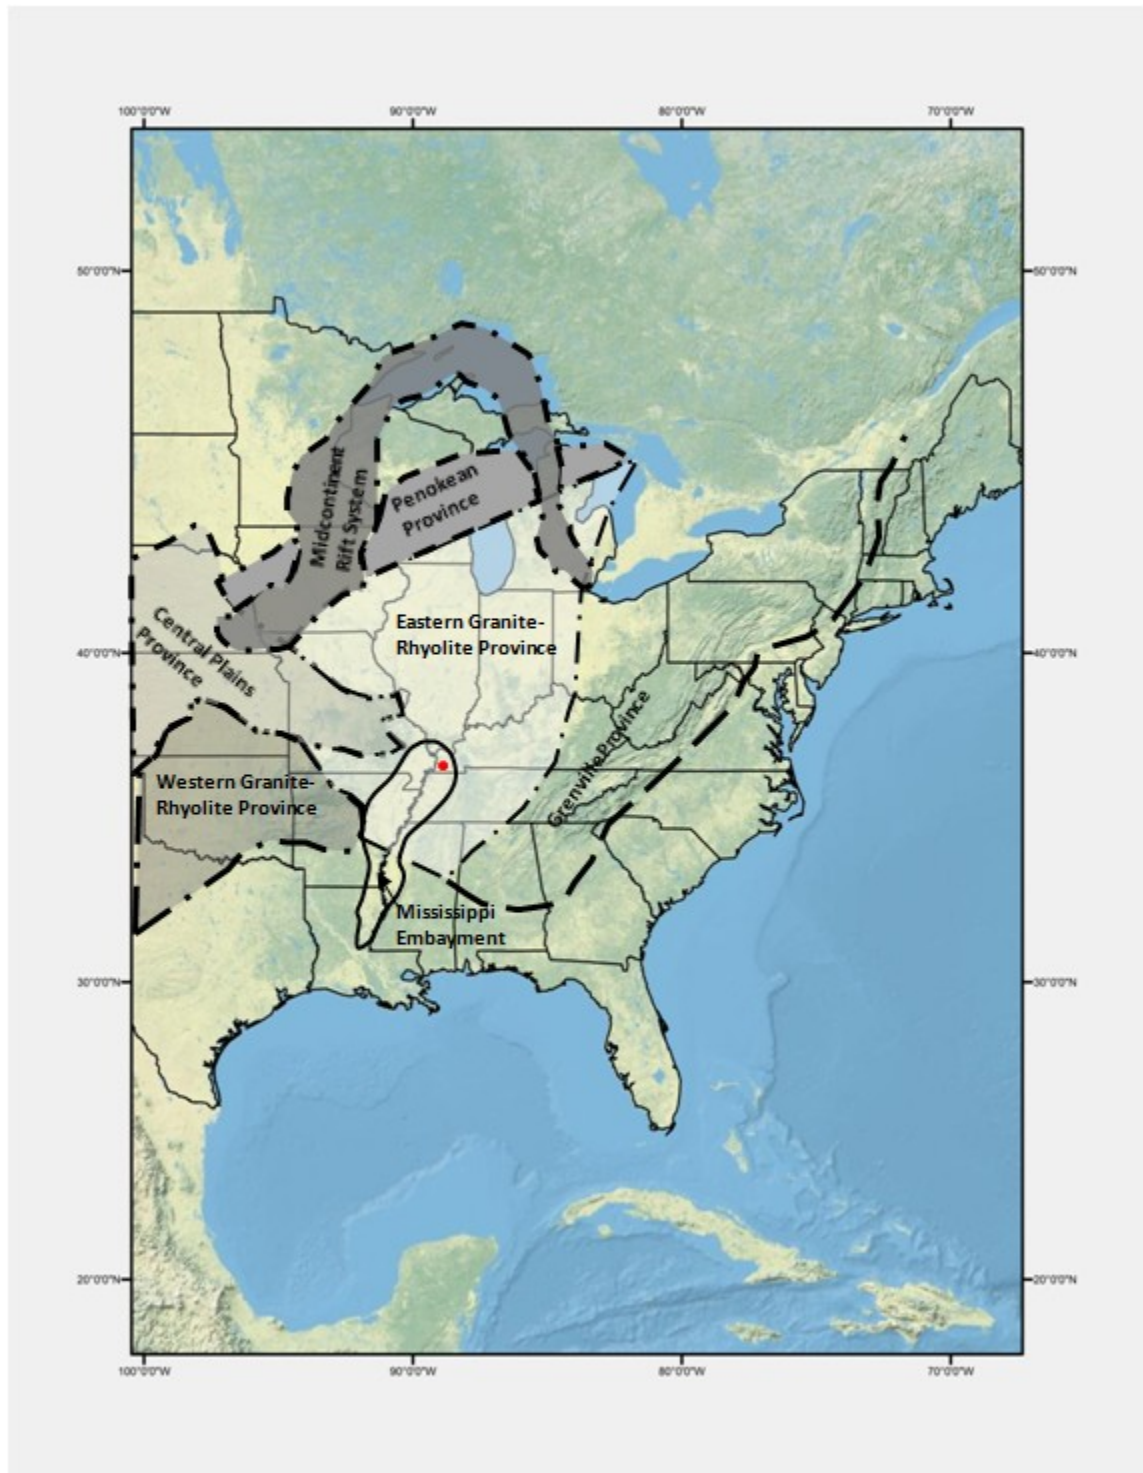 100°0'0"W
90°0'0"W
80°0'0"W
70°0'0"W
50°0'0"N
50°0'0"N
Midcontinent
Rift System
Penokean
Province
Eastern Granite-
Rhyolite Province
Central Plains
Province
40°0'0"N
40°0'0"N
Grenville Province
Western Granite-
Rhyolite Province
Mississippi
Embayment
30°0'0"N
30°0'0"N
20°0'0"N
20°0'0"N
100°0'0"W
90°0'0"W
80°0'0"W
70°0'0"W